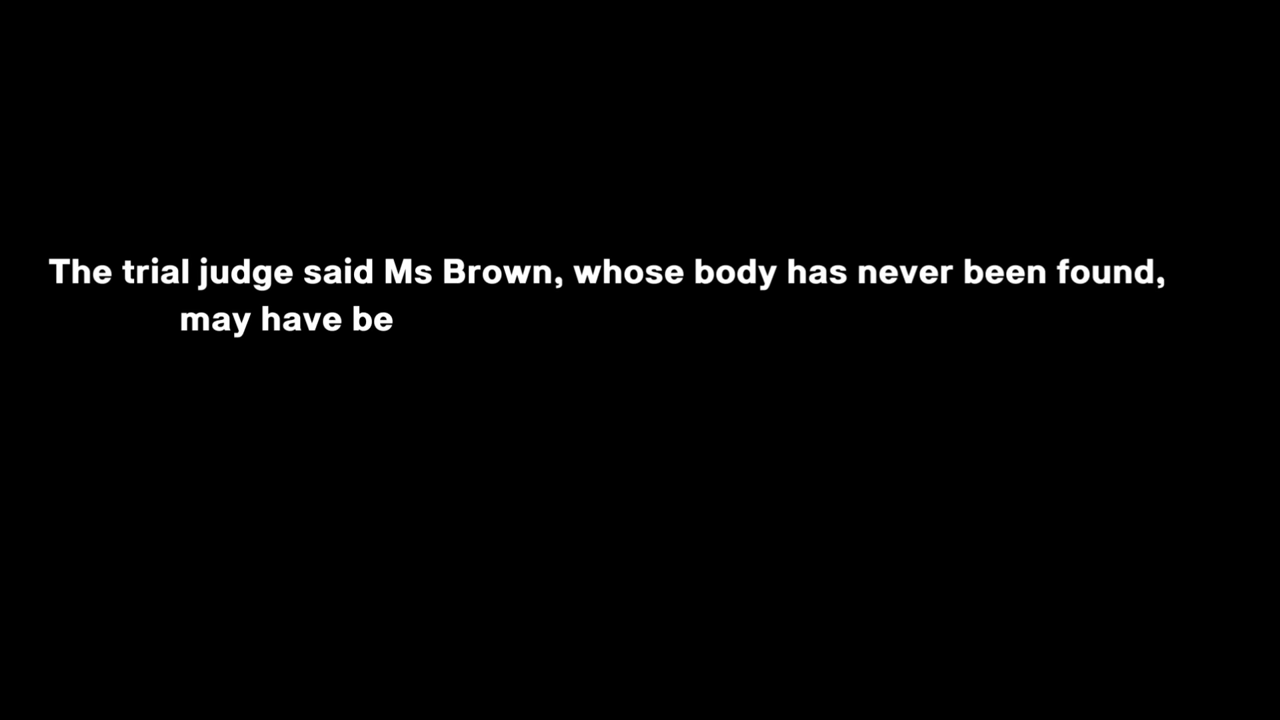 The trial judge said Ms Brown, whose body has never been found,
may have be